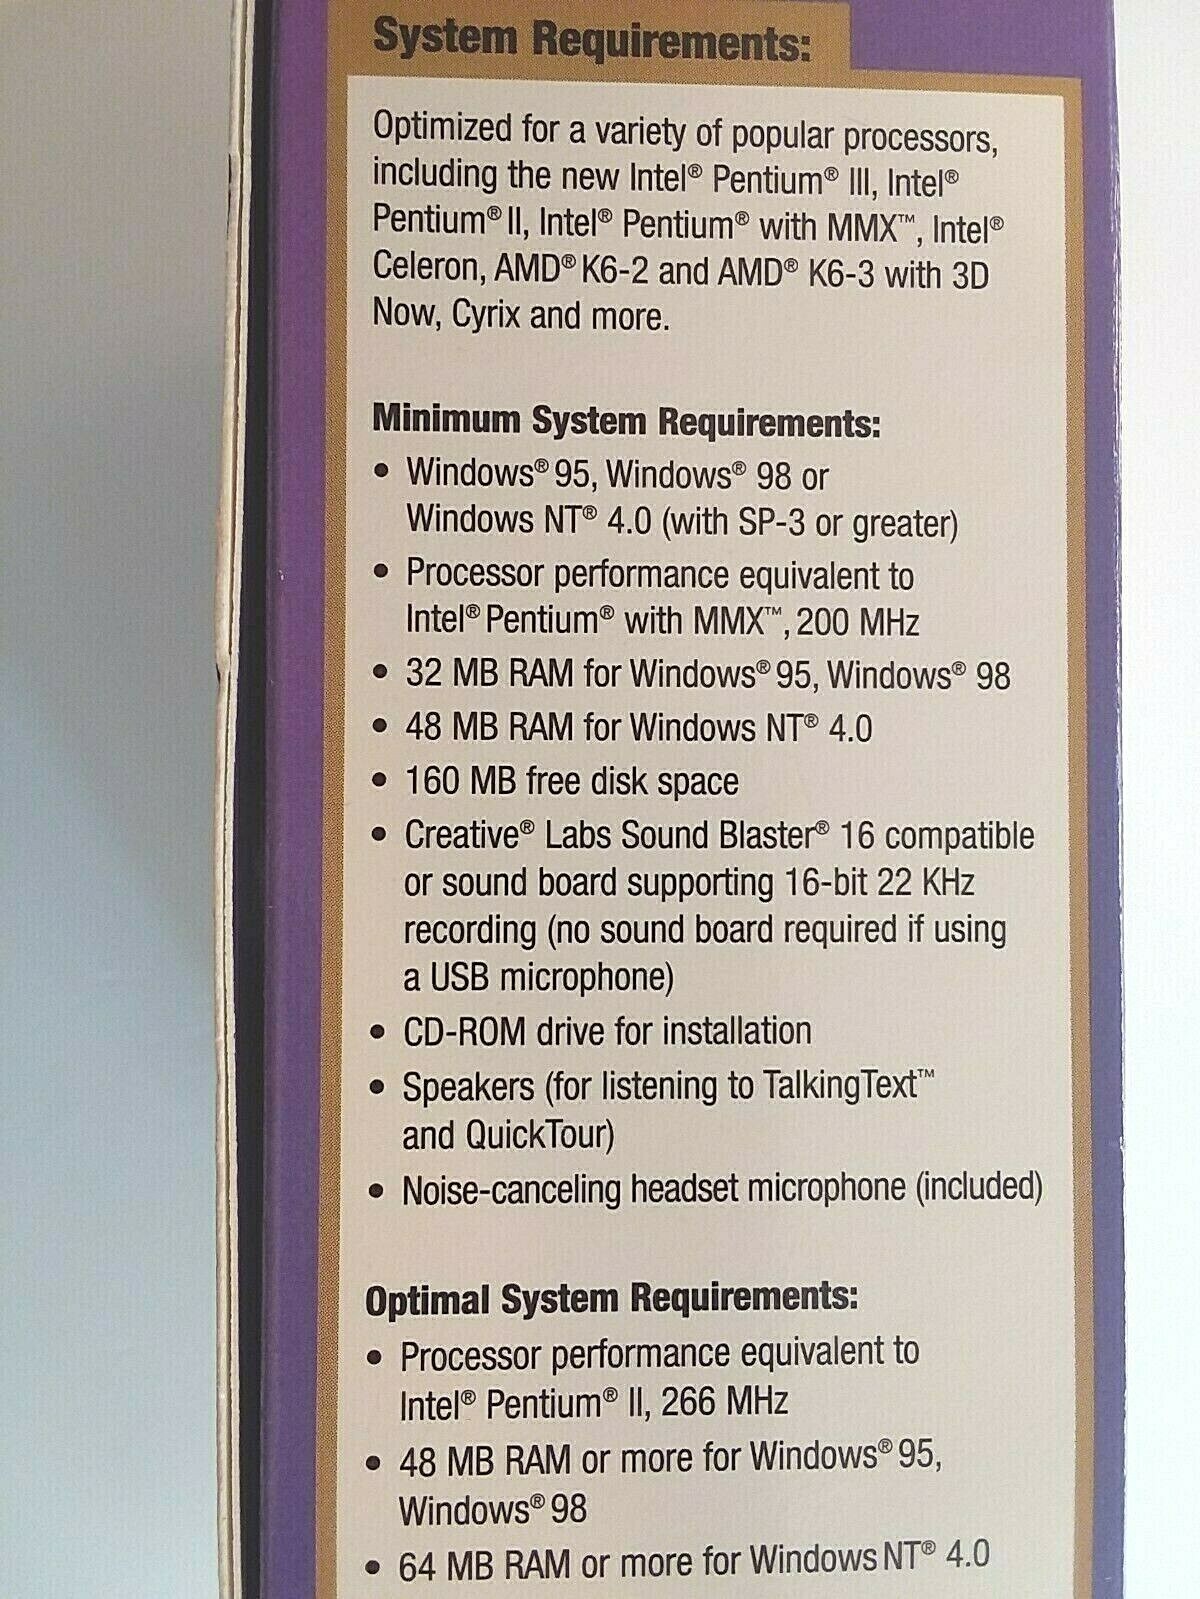 System Requirements:
Optimized for a variety of popular processors,
including the new Intel® Pentium® III, Intel®
Pentium® II, Intel® Pentium® with MMX™, Intel®
Celeron, AMD® K6-2 and AMD® K6-3 with 3D
Now, Cyrix and more.
Minimum System Requirements:
• Windows® 95, Windows® 98 or
Windows NT® 4.0 (with SP-3 or greater)
• Processor performance equivalent to
Intel® Pentium® with MMX™, 200 MHz
• 32 MB RAM for Windows® 95, Windows® 98
• 48 MB RAM for Windows NT® 4.0
• 160 MB free disk space
• Creative® Labs Sound Blaster® 16 compatible
or sound board supporting 16-bit 22 KHz
recording (no sound board required if using
a USB microphone)
• CD-ROM drive for installation
• Speakers (for listening to TalkingText™
and QuickTour)
• Noise-canceling headset microphone (included)
Optimal System Requirements:
• Processor performance equivalent to
Intel® Pentium® II, 266 MHz
• 48 MB RAM or more for Windows® 95,
Windows® 98
• 64 MB RAM or more for Windows NT® 4.0